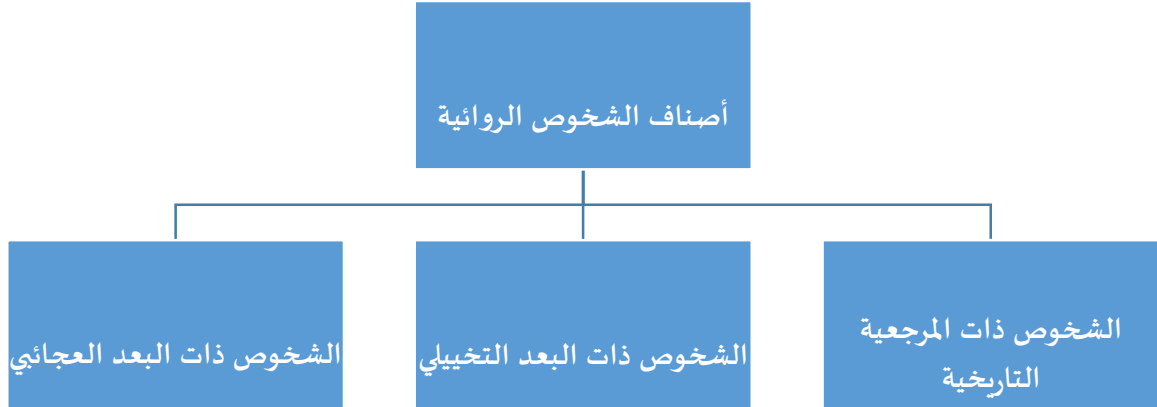 أصناف الشخوص الروائية
الشخوص ذات المرجعية
التاريخية
الشخوص ذات البعد التخييلي
الشخوص ذات البعد العجائبي